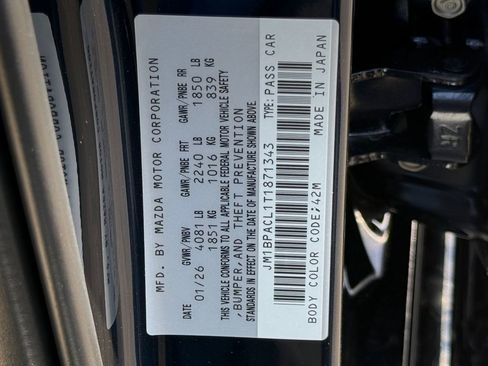 MFD. BY MAZDA MOTOR CORPORATION
DATE GVWR/PNBV GAWR/PNBE FRT GAWR/PNBE RR
01/26 4081 LB 2240 LB 1850 LB
1851 KG 1016 KG 839 KG
THIS VEHICLE CONFORMS TO ALL APPLICABLE FEDERAL MOTOR VEHICLE SAFETY
,BUMPER,AND THEFT PREVENTION
STANDARDS IN EFFECT ON THE DATE OF MANUFACTURE SHOWN ABOVE.
JM1BPACL1T1871343 TYPE: PASS CAR
BODY COLOR CODE;42M MADE IN JAPAN